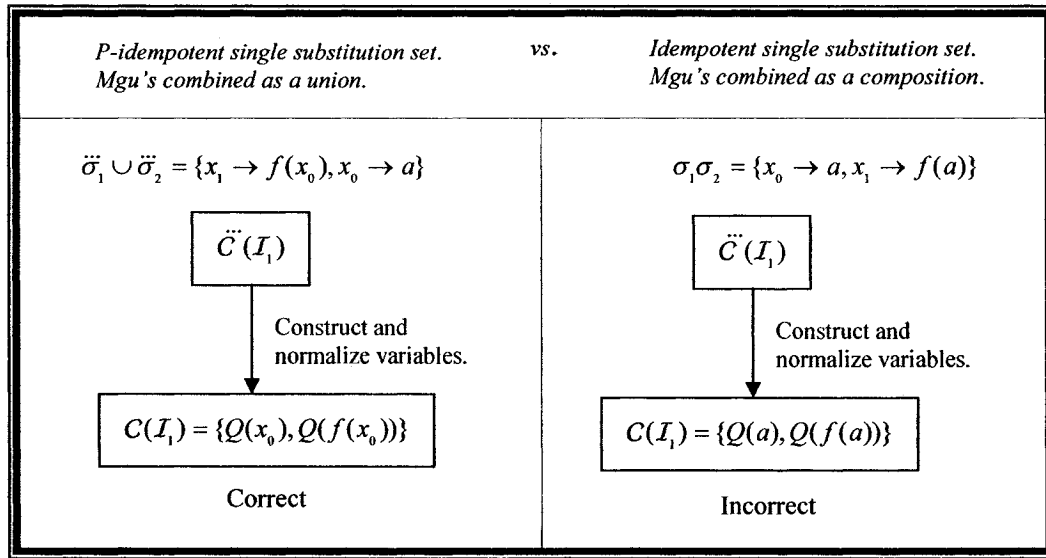 P-idempotent single substitution set. vs. Idempotent single substitution set.
Mgu's combined as a union. Mgu's combined as a composition.
σ⃛₁ ∪ σ⃛₂ = {x₁ → f(x₀), x₀ → a}
C⃛(I₁)
Construct and
normalize variables.
C(I₁) = {Q(x₀), Q(f(x₀))}
Correct
σ₁σ₂ = {x₀ → a, x₁ → f(a)}
C⃛(I₁)
Construct and
normalize variables.
C(I₁) = {Q(a), Q(f(a))}
Incorrect